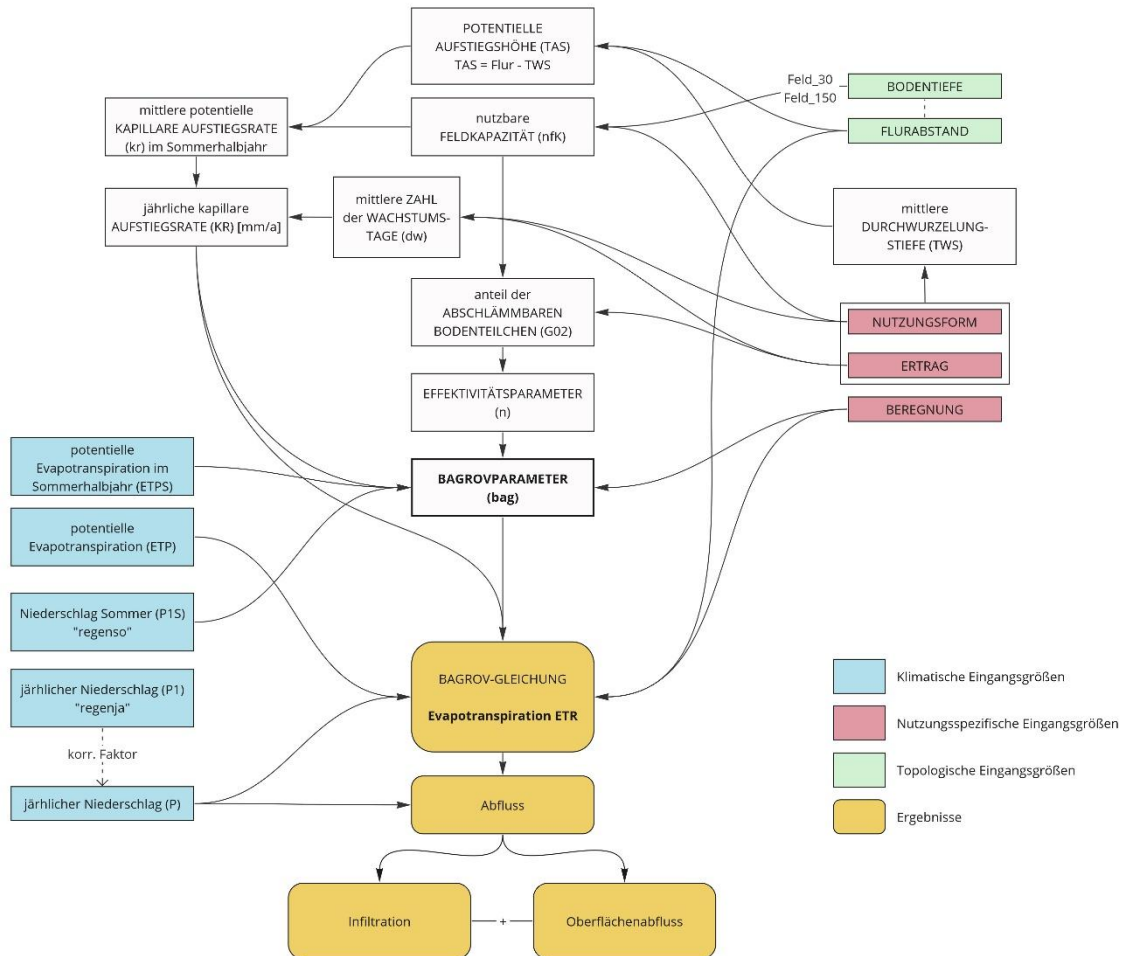 POTENTIELLE
AUFSTIEGSHÖHE (TAS)
TAS = Flur - TWS
Feld_30
Feld_150
BODENTIEFE
FLURABSTAND
mittlere potentielle
KAPILLARE AUFSTIEGSRATE
(kr) im Sommerhalbjahr
nutzbare
FELDKAPAZITÄT (nfK)
jährliche kapillare
AUFSTIEGSRATE (KR) [mm/a]
mittlere ZAHL
der WACHSTUMS-
TAGE (dw)
mittlere
DURCHWURZELUNG-
STIEFE (TWS)
anteil der
ABSCHLÄMMBAREN
BODENTEILCHEN (G02)
NUTZUNGSFORM
ERTRAG
BEREGNUNG
EFFEKTIVITÄTSPARAMETER
(n)
potentielle
Evapotranspiration im
Sommerhalbjahr (ETPS)
BAGROVPARAMETER
(bag)
potentielle
Evapotranspiration (ETP)
Niederschlag Sommer (P1S)
"regenso"
BAGROV-GLEICHUNG
Evapotranspiration ETR
järhlicher Niederschlag (P1)
"regenja"
korr. Faktor
järhlicher Niederschlag (P)
Abfluss
Infiltration
+
Oberflächenabfluss
Klimatische Eingangsgrößen
Nutzungsspezifische Eingangsgrößen
Topologische Eingangsgrößen
Ergebnisse